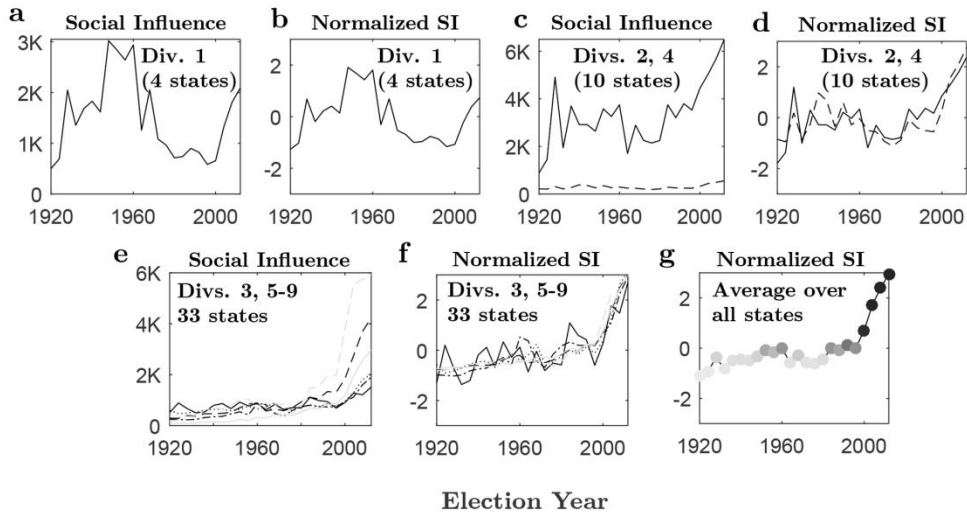 a
Social Influence
3K
2K
1K
0
1920
1960
2000
Div. 1
(4 states)
b
Normalized SI
2
0
-2
1920
1960
2000
Div. 1
(4 states)
c
Social Influence
6K
4K
2K
0
1920
1960
2000
Divs. 2, 4
(10 states)
d
Normalized SI
2
0
-2
1920
1960
2000
Divs. 2, 4
(10 states)
e
Social Influence
6K
4K
2K
0
1920
1960
2000
Divs. 3, 5-9
33 states
f
Normalized SI
2
0
-2
1920
1960
2000
Divs. 3, 5-9
33 states
g
Normalized SI
2
0
-2
1920
1960
2000
Average over
all states
Election Year